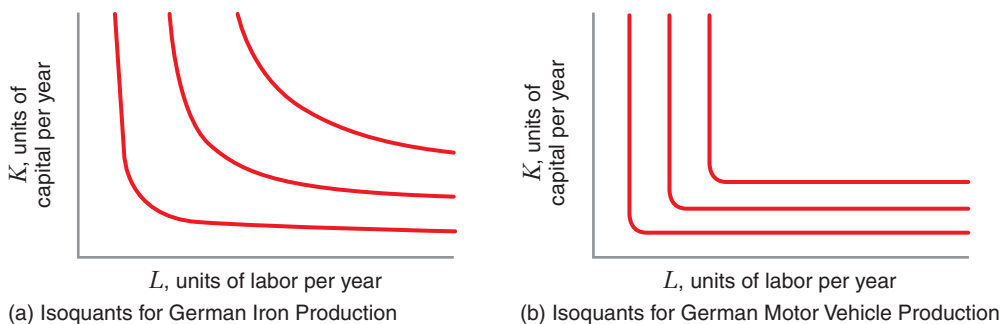 K, units of
capital per year
L, units of labor per year
(a) Isoquants for German Iron Production
K, units of
capital per year
L, units of labor per year
(b) Isoquants for German Motor Vehicle Production